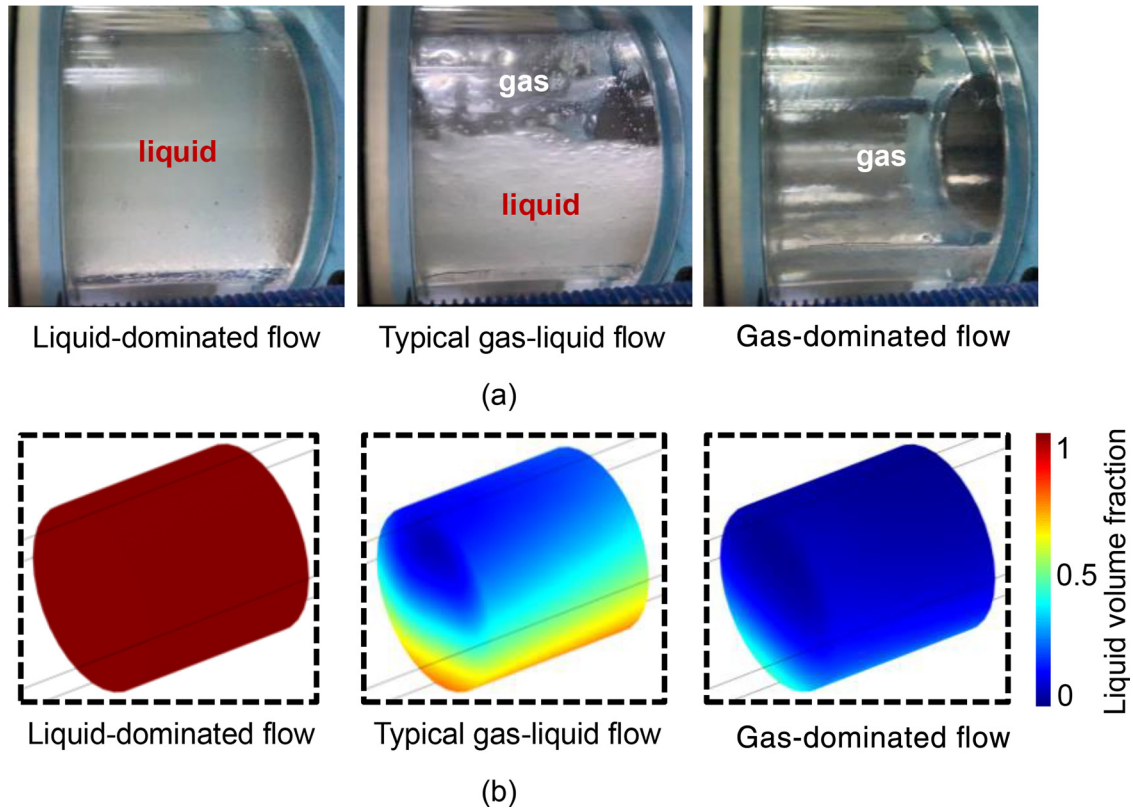 liquid
gas
liquid
gas
Liquid-dominated flow
Typical gas-liquid flow
Gas-dominated flow
(a)
1
0.5
0
Liquid volume fraction
Liquid-dominated flow
Typical gas-liquid flow
Gas-dominated flow
(b)